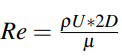 Re = ρU*2D / μ